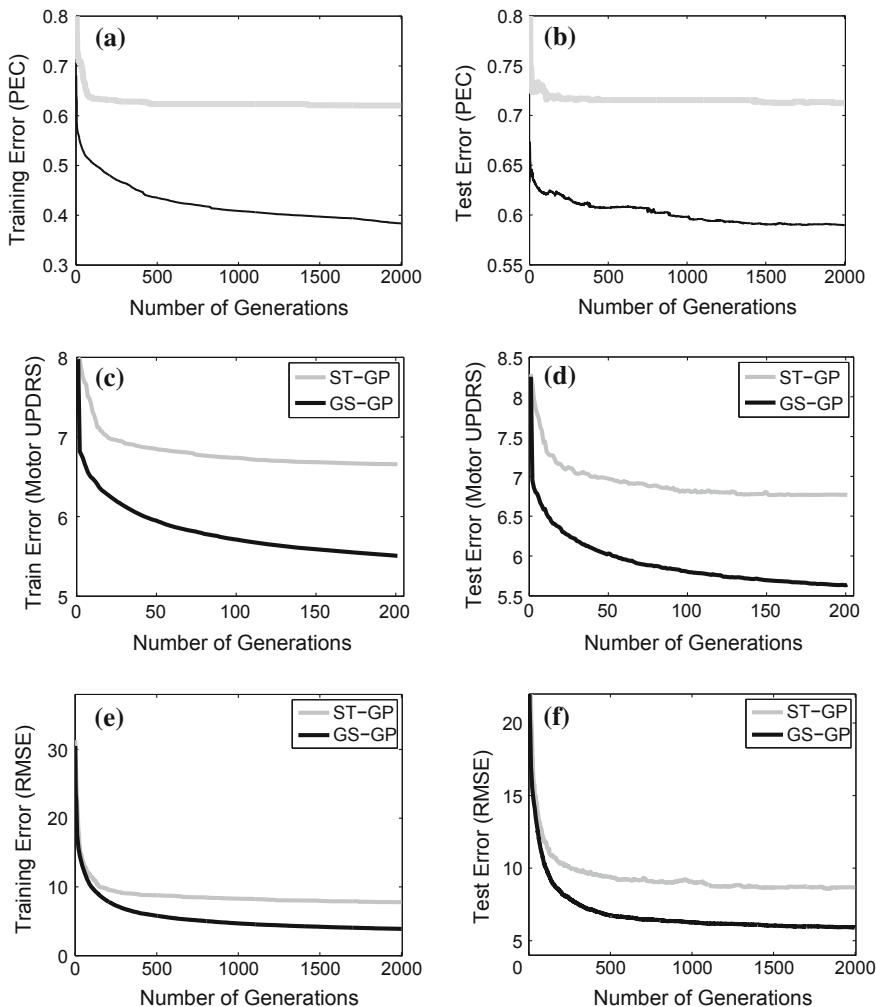 (a)
Training Error (PEC)
0.8
0.7
0.6
0.5
0.4
0.3
0
500
1000
1500
2000
Number of Generations
(b)
Test Error (PEC)
0.8
0.75
0.7
0.65
0.6
0.55
0
500
1000
1500
2000
Number of Generations
(c)
ST−GP
GS−GP
Train Error (Motor UPDRS)
8
7
6
5
0
50
100
150
200
Number of Generations
(d)
ST−GP
GS−GP
Test Error (Motor UPDRS)
8.5
8
7.5
7
6.5
6
5.5
0
50
100
150
200
Number of Generations
(e)
ST−GP
GS−GP
Training Error (RMSE)
30
20
10
0
0
500
1000
1500
2000
Number of Generations
(f)
ST−GP
GS−GP
Test Error (RMSE)
20
15
10
5
0
500
1000
1500
2000
Number of Generations